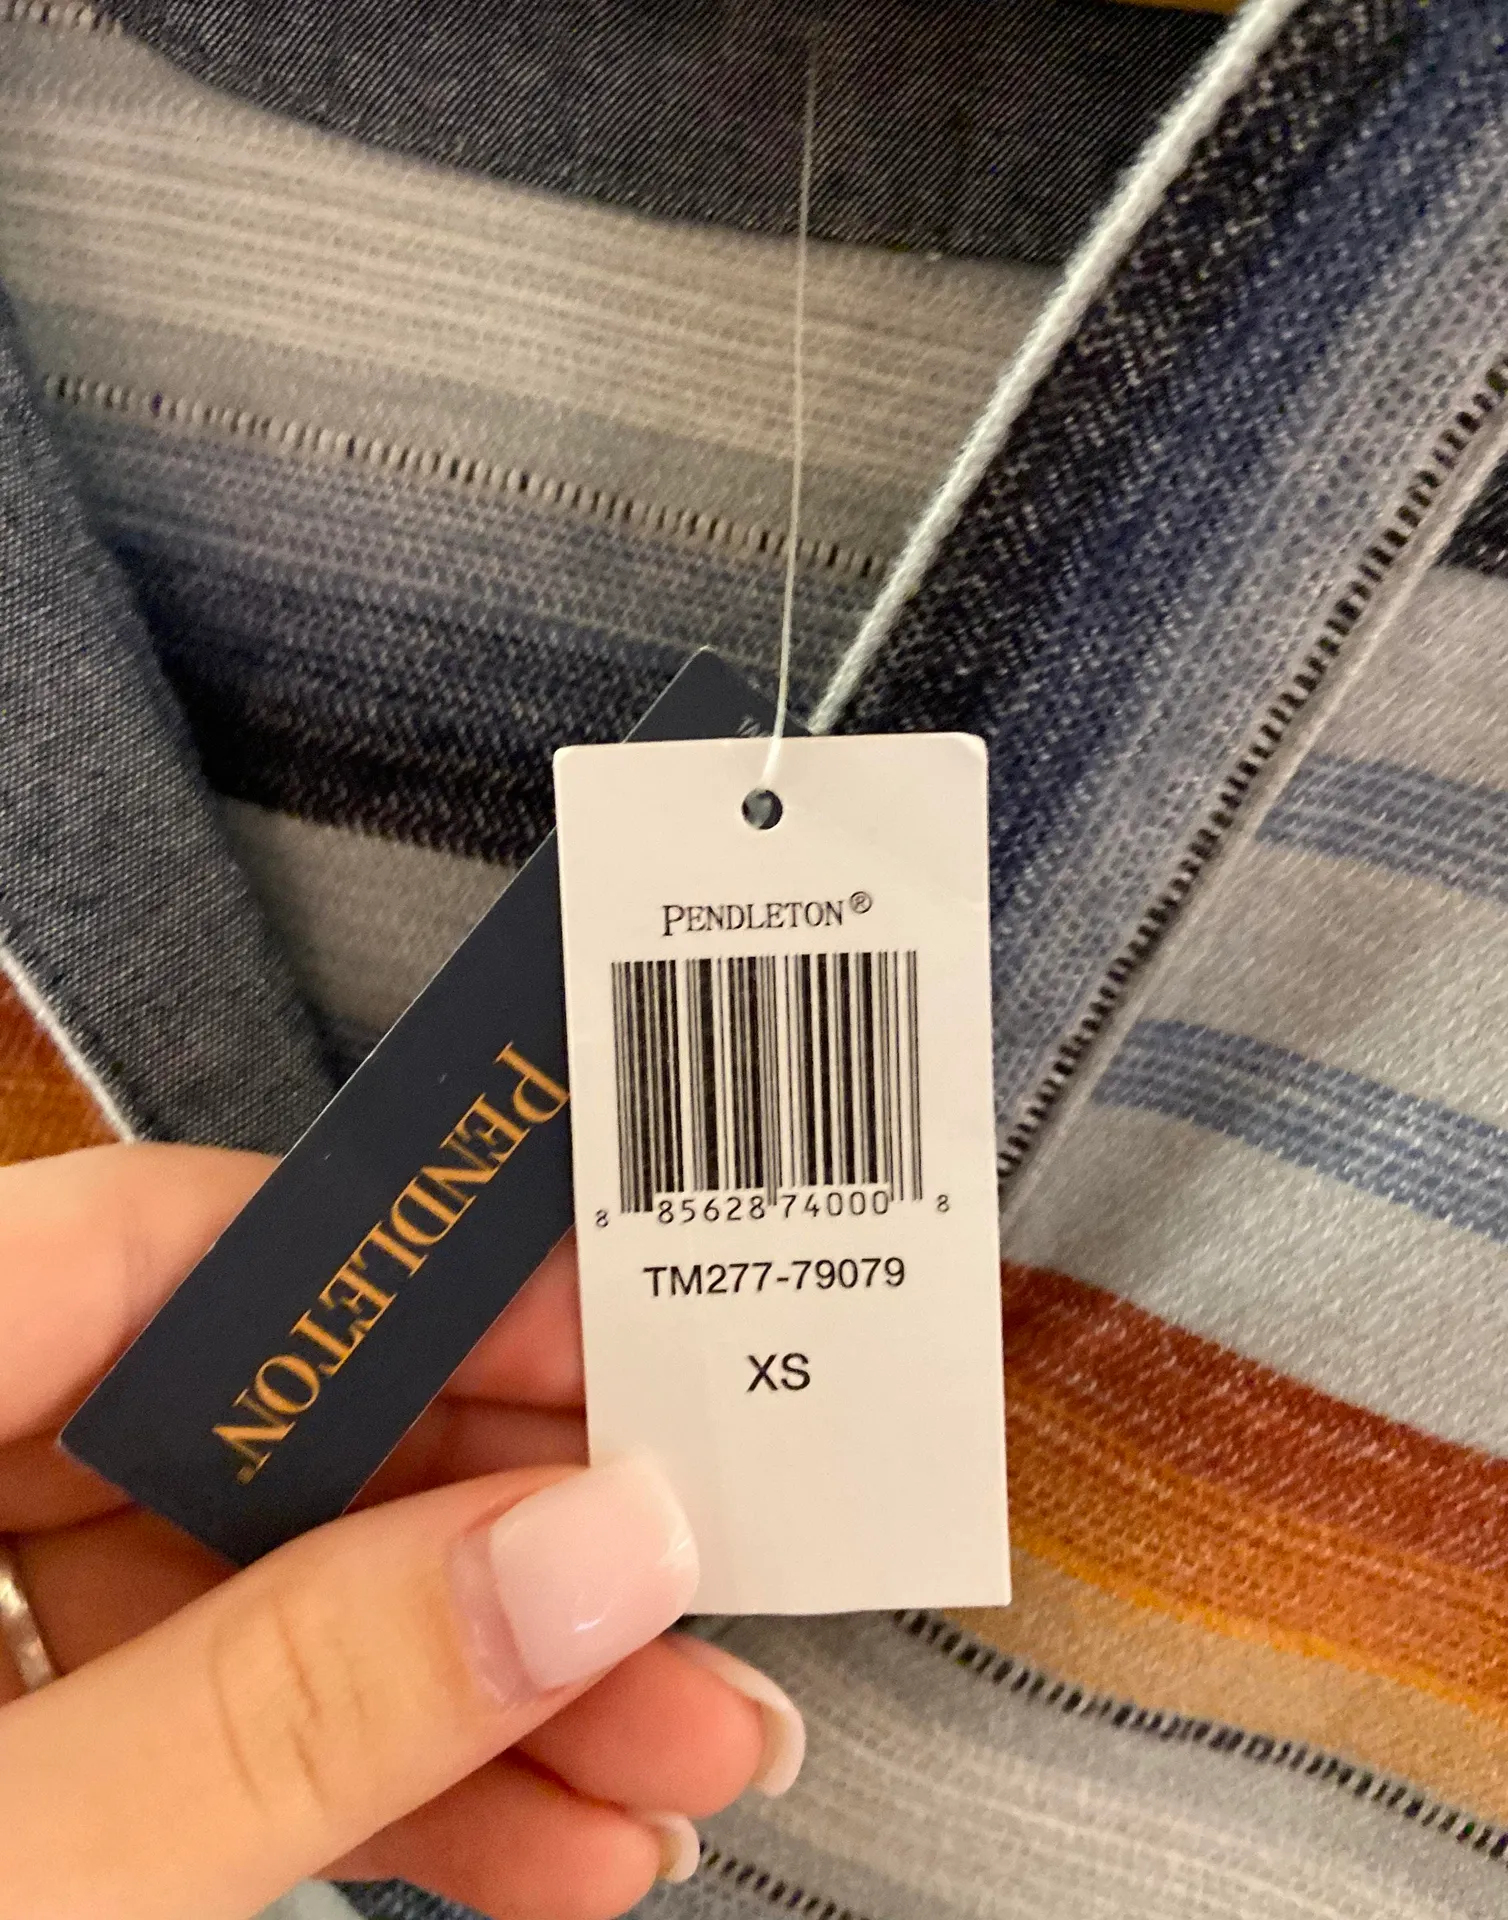 PENDLETON®
8 85628 74000 8
TM277-79079
XS
PENDLETON®